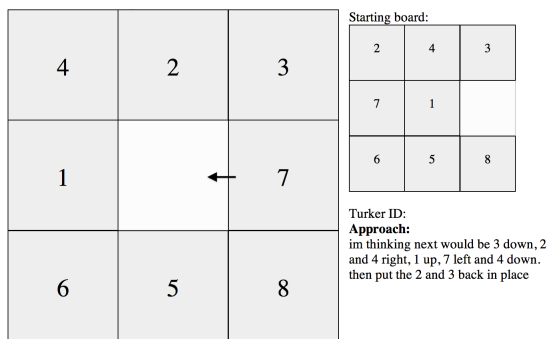 4 2 3
1 7
6 5 8
Starting board:
2 4 3
7 1
6 5 8
Turker ID:
Approach:
im thinking next would be 3 down, 2
and 4 right, 1 up, 7 left and 4 down.
then put the 2 and 3 back in place